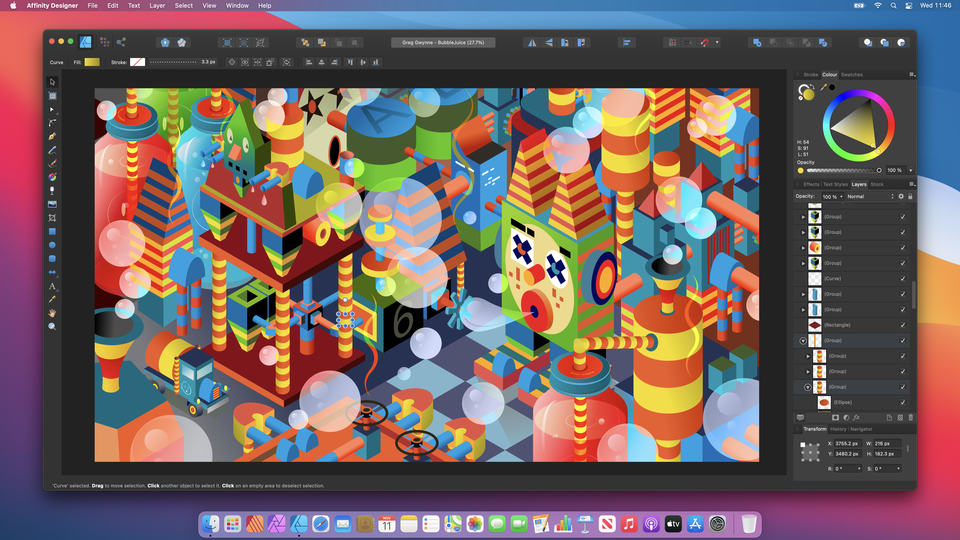 Affinity Designer File Edit Text Layer Select View Window Help
Wed 11:46
Greg Gwynne - BubbleJuice (27.7%)
Curve Fill: Stroke: 3.3 px
Stroke Colour Swatches
H: 54
S: 91
L: 51
Opacity
100 %
Effects Text Styles Layers Stock
Opacity: 100 % Normal
(Group)
(Group)
(Group)
(Group)
(Curve)
(Group)
(Group)
(Rectangle)
(Group)
(Group)
(Group)
(Group)
(Ellipse)
Transform History Navigator
X: 3755.2 px W: 216 px
Y: 3480.2 px H: 182.3 px
R: 0 ° S: 0 °
6
'Curve' selected. Drag to move selection. Click another object to select it. Click on an empty area to deselect selection.
NOV
11
tv